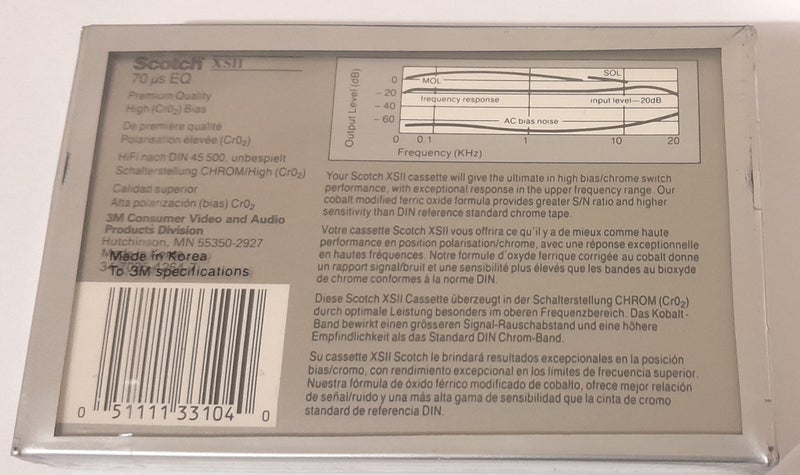 Scotch XSII
70 µs EQ
Premium Quality
High (CrO₂) Bias
De première qualité
Polarisation élevée (CrO₂)
HiFi nach DIN 45 500, unbespielt
Schalterstellung CHROM/High (CrO₂)
Calidad superior
Alta polarización (bias) CrO₂
3M Consumer Video and Audio
Products Division
Hutchinson, MN 55350-2927
Made in Korea
To 3M specifications
0 51111 33104 0
Output Level (dB)
0
-20
-40
-60
MOL
SOL
frequency response
input level-20dB
AC bias noise
0 0.1 1 10 20
Frequency (KHz)
Your Scotch XSII cassette will give the ultimate in high bias/chrome switch
performance, with exceptional response in the upper frequency range. Our
cobalt modified ferric oxide formula provides greater S/N ratio and higher
sensitivity than DIN reference standard chrome tape.
Votre cassette Scotch XSII vous offrira ce qu'il y a de mieux comme haute
performance en position polarisation/chrome, avec une réponse exceptionnelle
en hautes fréquences. Notre formule d'oxyde ferrique corrigée au cobalt donne
un rapport signal/bruit et une sensibilité plus élevés que les bandes au bioxyde
de chrome conformes à la norme DIN.
Diese Scotch XSII Cassette überzeugt in der Schalterstellung CHROM (CrO₂)
durch optimale Leistung besonders im oberen Frequenzbereich. Das Kobalt-
Band bewirkt einen grösseren Signal-Rauschabstand und eine höhere
Empfindlichkeit als das Standard DIN Chrom-Band.
Su cassette XSII Scotch le brindará resultados excepcionales en la posición
bias/cromo, con rendimiento excepcional en los límites de frecuencia superior.
Nuestra fórmula de óxido férrico modificado de cobalto, ofrece mejor relación
de señal/ruido y una más alta gama de sensibilidad que la cinta de cromo
standard de referencia DIN.